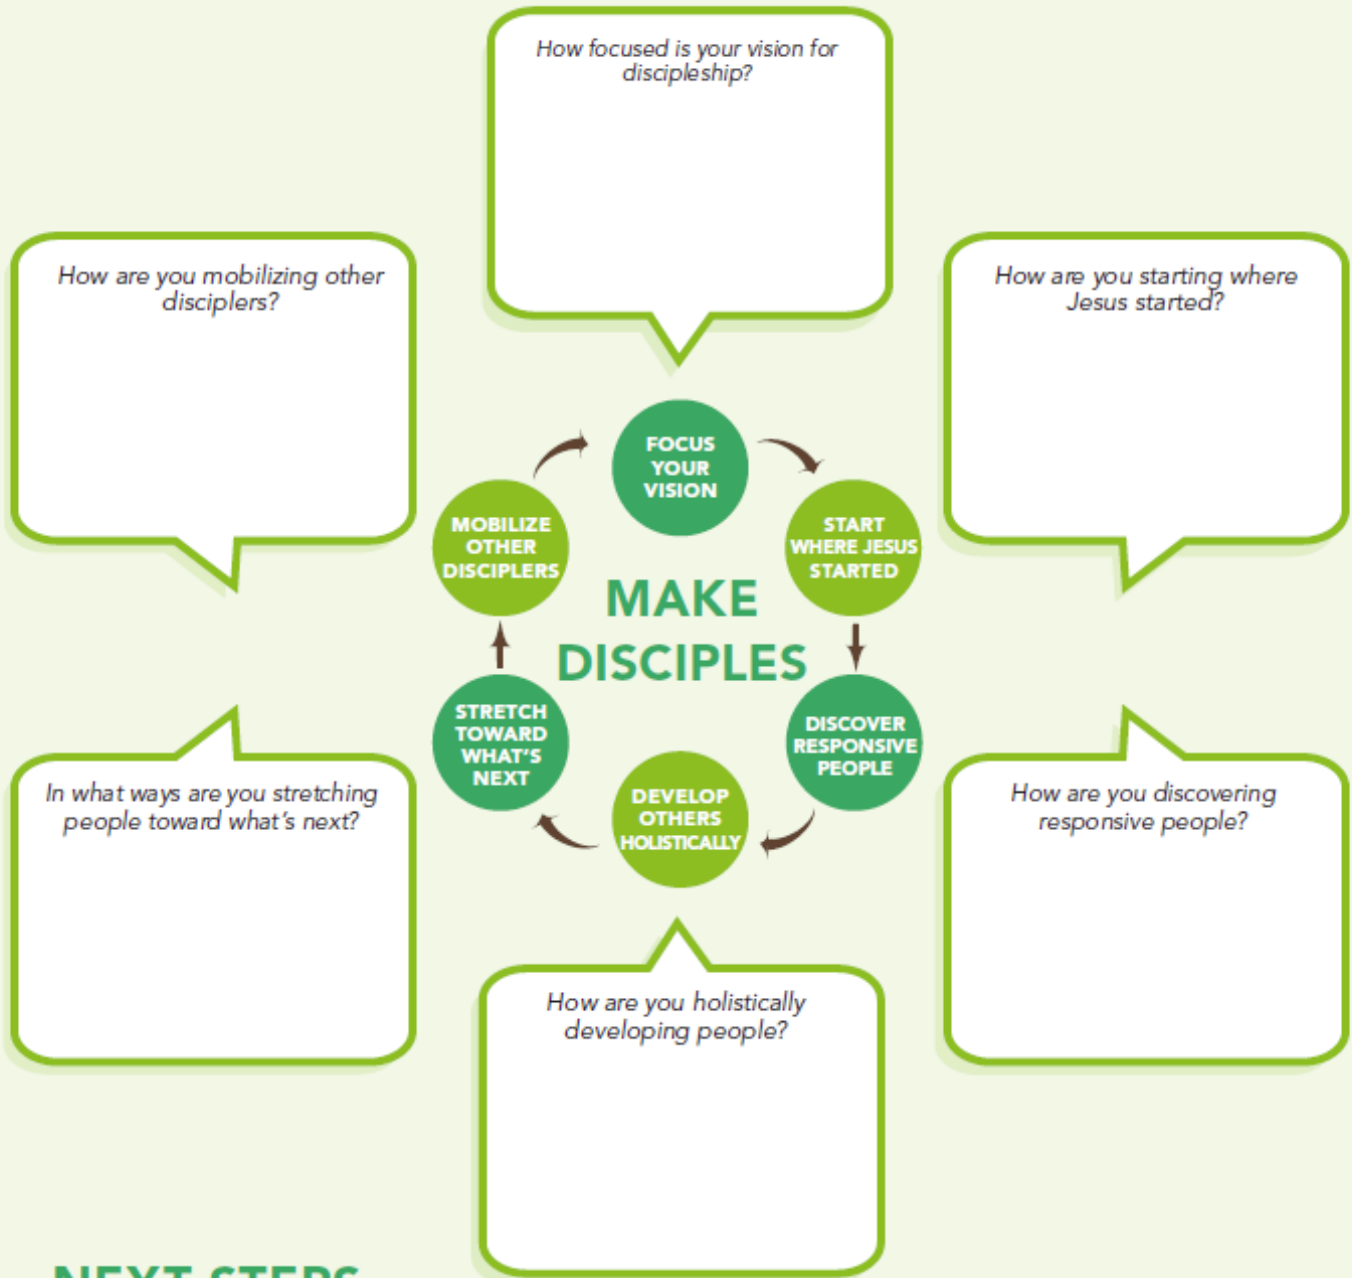 How focused is your vision for
discipleship?
How are you mobilizing other
disciplers?
How are you starting where
Jesus started?
FOCUS
YOUR
VISION
MOBILIZE
OTHER
DISCIPLERS
START
WHERE JESUS
STARTED
MAKE
DISCIPLES
STRETCH
TOWARD
WHAT'S
NEXT
DISCOVER
RESPONSIVE
PEOPLE
DEVELOP
OTHERS
HOLISTICALLY
In what ways are you stretching
people toward what's next?
How are you discovering
responsive people?
How are you holistically
developing people?
NEXT STEPS